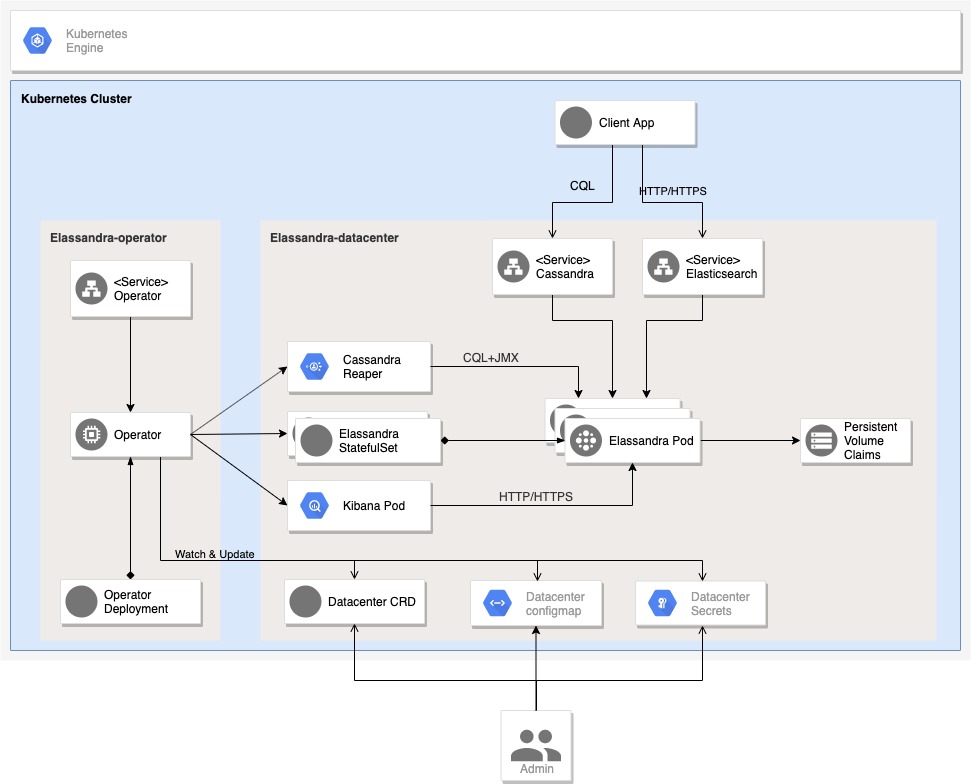 Kubernetes
Engine
Kubernetes Cluster
Client App
CQL
HTTP/HTTPS
Elassandra-operator
Elassandra-datacenter
<Service>
Operator
<Service>
Cassandra
<Service>
Elasticsearch
Cassandra
Reaper
CQL+JMX
Operator
Elassandra
StatefulSet
Elassandra Pod
Persistent
Volume
Claims
Kibana Pod
HTTP/HTTPS
Watch & Update
Operator
Deployment
Datacenter CRD
Datacenter
configmap
Datacenter
Secrets
Admin